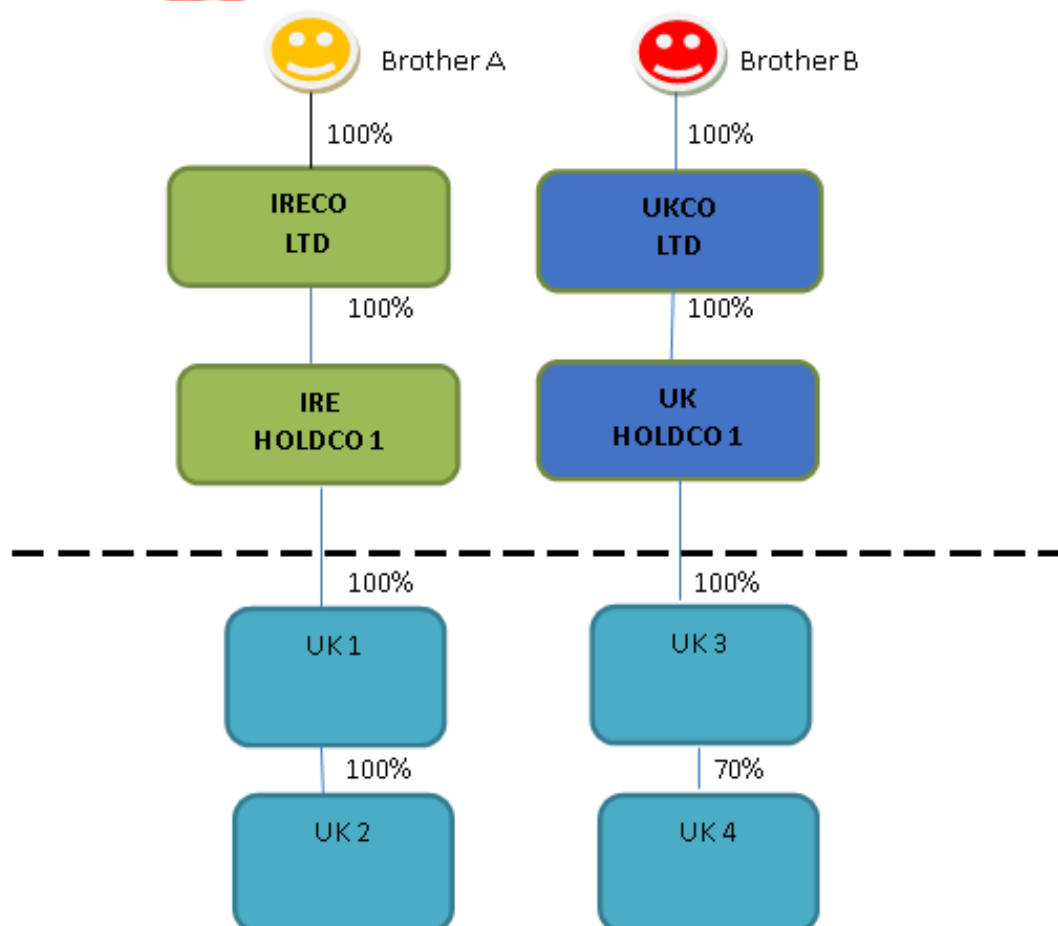 Brother A
Brother B
100%
100%
IRECO
LTD
UKCO
LTD
100%
100%
IRE
HOLDCO 1
UK
HOLDCO 1
100%
100%
UK 1
UK 3
100%
70%
UK 2
UK 4